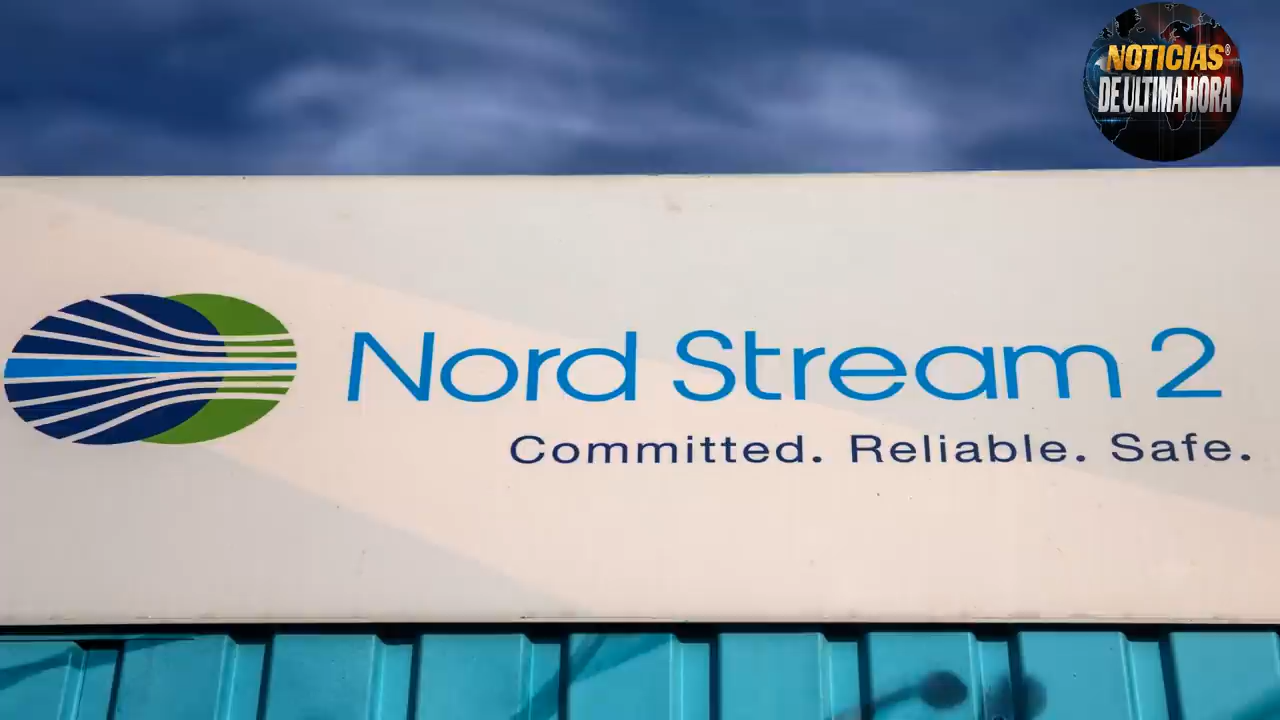 NOTICIAS®
DE ULTIMA HORA
Nord Stream 2
Committed. Reliable. Safe.